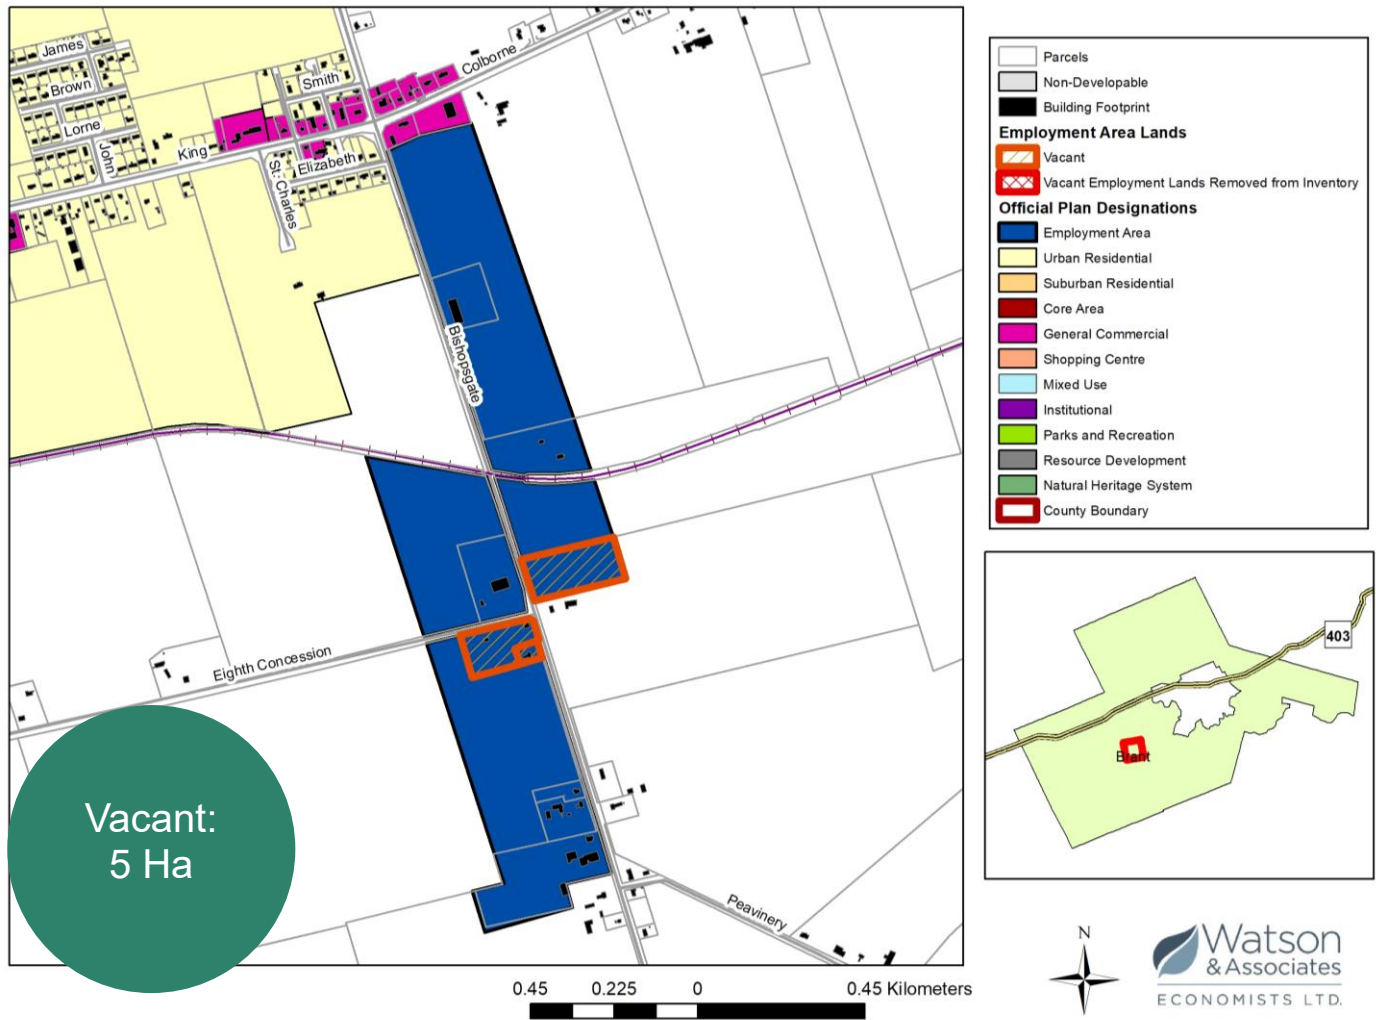 James
Brown
Lorne
John
King
Smith
Colborne
St. Charles
Elizabeth
Bishopsgate
Eighth Concession
Peavinery
Vacant:
5 Ha
Parcels
Non-Developable
Building Footprint
Employment Area Lands
Vacant
Vacant Employment Lands Removed from Inventory
Official Plan Designations
Employment Area
Urban Residential
Suburban Residential
Core Area
General Commercial
Shopping Centre
Mixed Use
Institutional
Parks and Recreation
Resource Development
Natural Heritage System
County Boundary
403
Brant
N
0.45 0.225 0 0.45 Kilometers
Watson
& Associates
ECONOMISTS LTD.